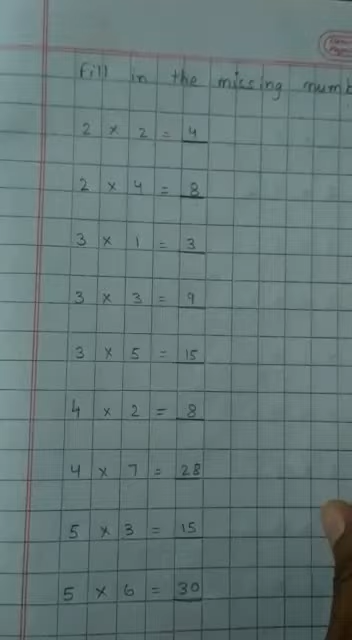 Fill in the missing numb
2 × 2 = 4
2 × 4 = 8
3 × 1 = 3
3 × 3 = 9
3 × 5 = 15
4 × 2 = 8
4 × 7 = 28
5 × 3 = 15
5 × 6 = 30